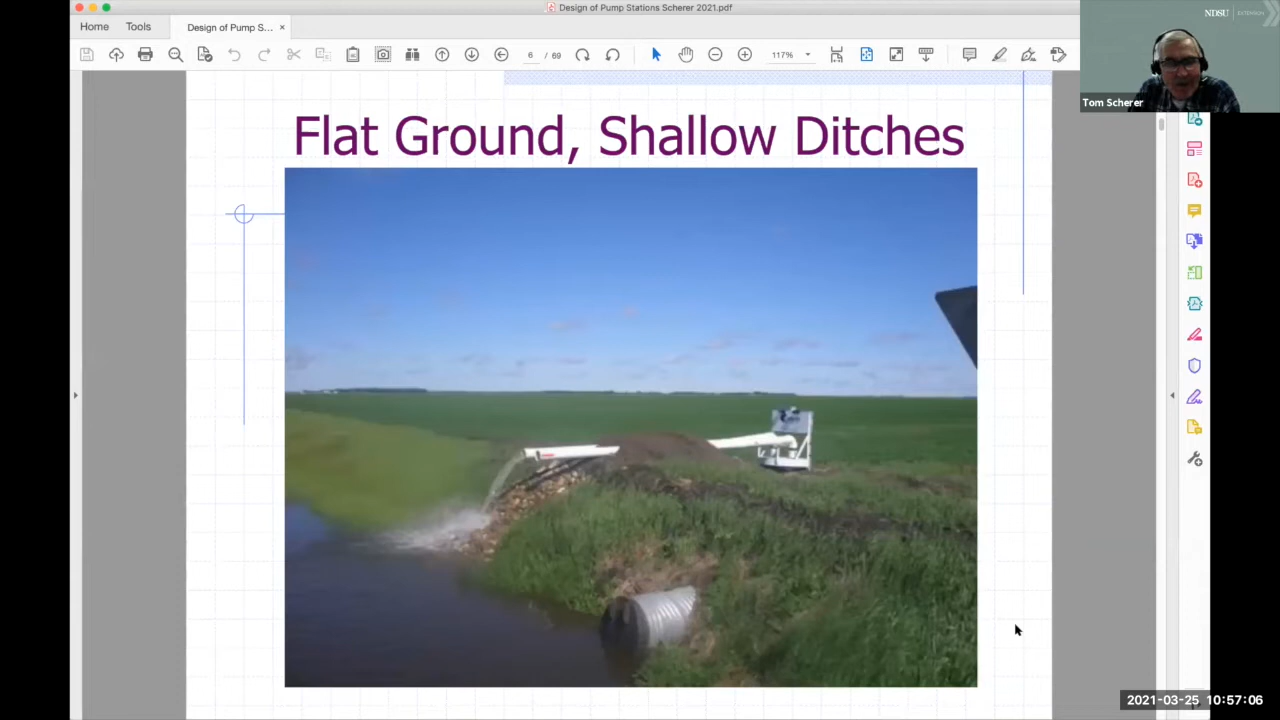 Design of Pump Stations Scherer 2021.pdf
Home
Tools
Design of Pump S...
6 / 69
117%
NDSU EXTENSION
Tom Scherer
Flat Ground, Shallow Ditches
2021-03-25 10:57:06